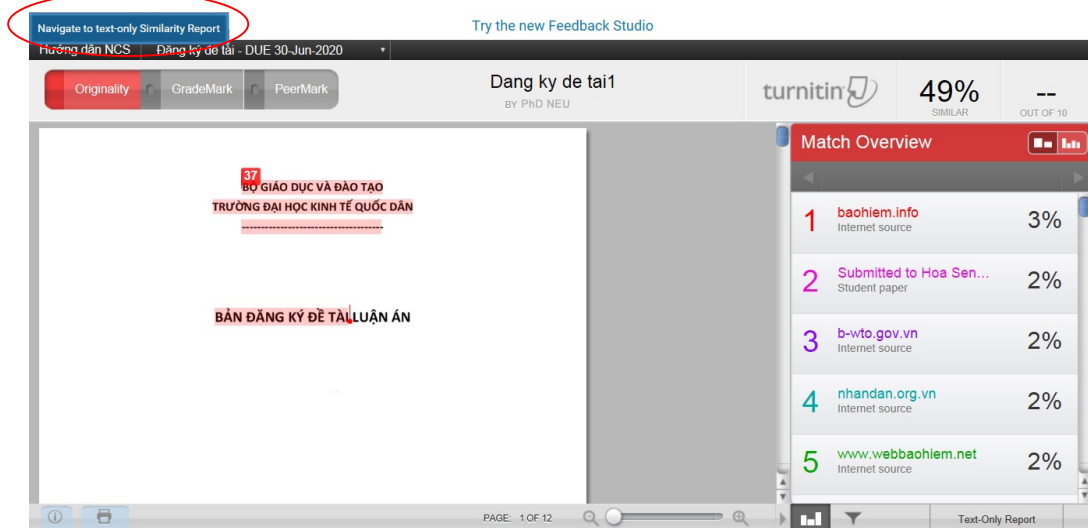 Navigate to text-only Similarity Report
Try the new Feedback Studio
Hướng dẫn NCS
Đăng ký đề tài - DUE 30-Jun-2020
Originality
GradeMark
PeerMark
Dang ky de tai1
BY PhD NEU
turnitin
49%
SIMILAR
--
OUT OF 10
37
BỘ GIÁO DỤC VÀ ĐÀO TẠO
TRƯỜNG ĐẠI HỌC KINH TẾ QUỐC DÂN
------------------------------------
BẢN ĐĂNG KÝ ĐỀ TÀI LUẬN ÁN
Match Overview
1 baohiem.info 3%
Internet source
2 Submitted to Hoa Sen... 2%
Student paper
3 b-wto.gov.vn 2%
Internet source
4 nhandan.org.vn 2%
Internet source
5 www.webbaohiem.net 2%
Internet source
PAGE: 1 OF 12
Text-Only Report